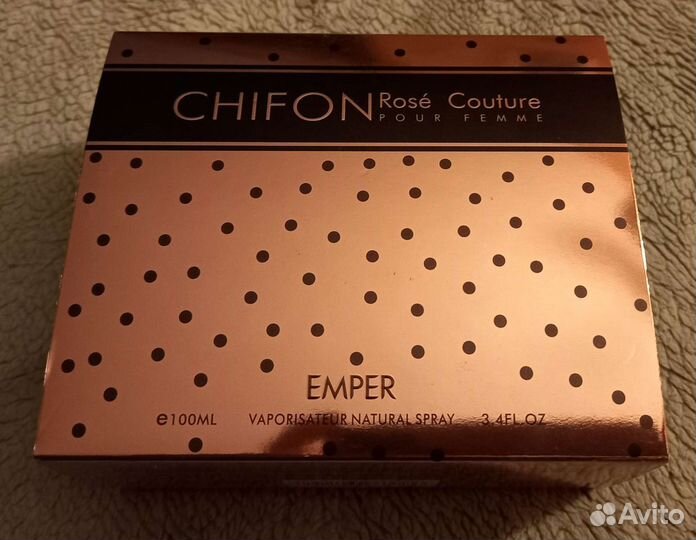 CHIFON Rosé Couture
POUR FEMME
EMPER
e100ML VAPORISATEUR NATURAL SPRAY 3,4FL.OZ
Avito